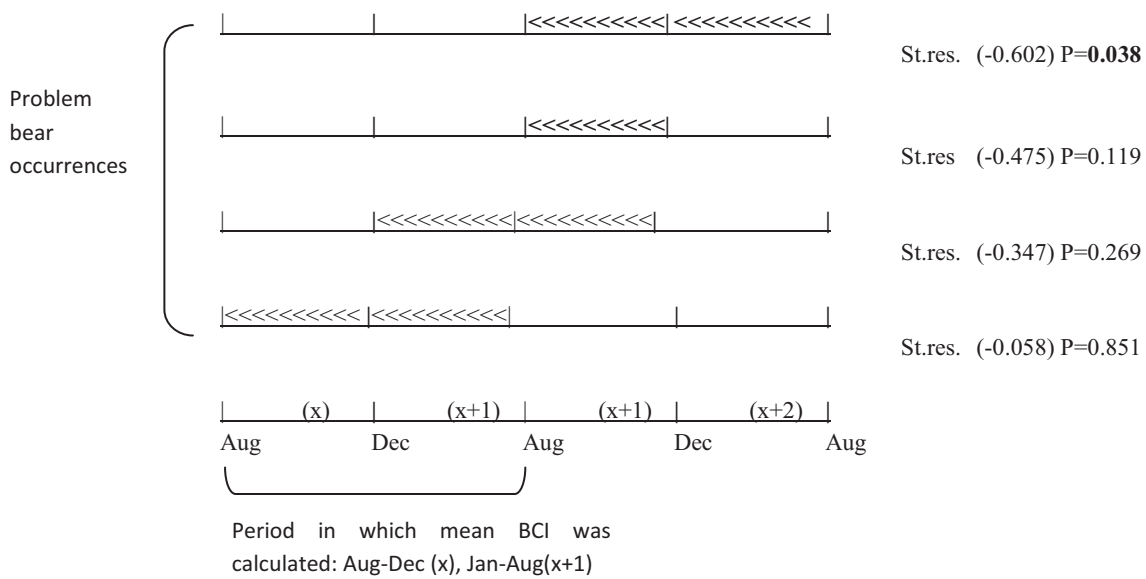 |<<<<<<<<<<|<<<<<<<<<<
St.res. (-0.602) P=0.038
Problem
bear
occurrences
|<<<<<<<<<<|
St.res (-0.475) P=0.119
|<<<<<<<<<<|<<<<<<<<<<|
St.res. (-0.347) P=0.269
|<<<<<<<<<< |<<<<<<<<<<|
St.res. (-0.058) P=0.851
(x) (x+1) (x+1) (x+2)
Aug Dec Aug Dec Aug
Period in which mean BCI was
calculated: Aug-Dec (x), Jan-Aug(x+1)